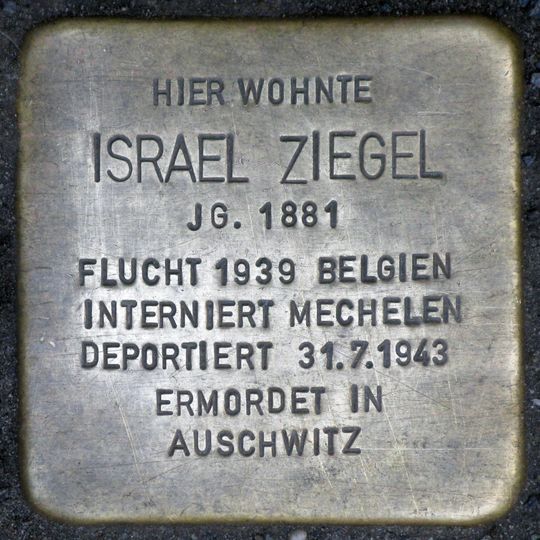 HIER WOHNTE
ISRAEL ZIEGEL
JG. 1881
FLUCHT 1939 BELGIEN
INTERNIERT MECHELEN
DEPORTIERT 31.7.1943
ERMORDET IN
AUSCHWITZ